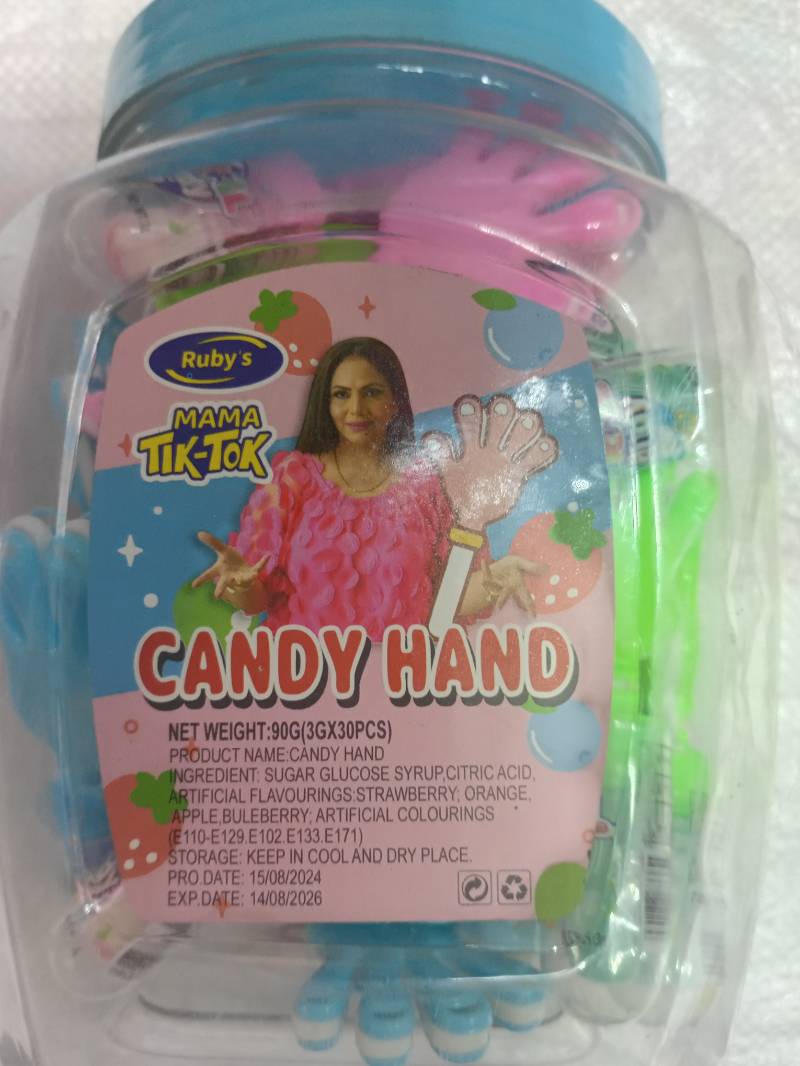 Ruby's
MAMA
TIK-TOK
CANDY HAND
NET WEIGHT:90G(3GX30PCS)
PRODUCT NAME:CANDY HAND
INGREDIENT: SUGAR GLUCOSE SYRUP,CITRIC ACID,
ARTIFICIAL FLAVOURINGS:STRAWBERRY; ORANGE,
APPLE,BULEBERRY; ARTIFICIAL COLOURINGS
(E110-E129.E102.E133.E171)
STORAGE: KEEP IN COOL AND DRY PLACE.
PRO.DATE: 15/08/2024
EXP.DATE: 14/08/2026